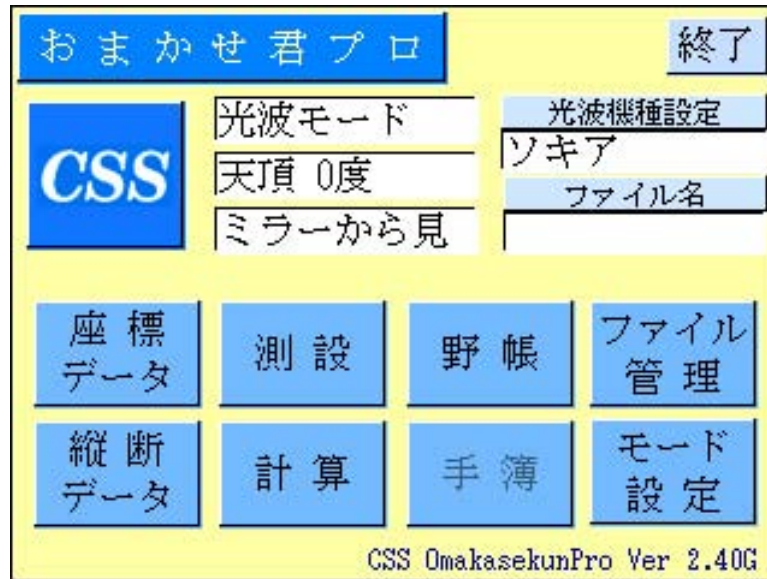 おまかせ君プロ
終了
CSS
光波モード
天頂 0度
ミラーから見
光波機種設定
ソキア
ファイル名
座標
データ
測設
野帳
ファイル
管理
縦断
データ
計算
手簿
モード
設定
CSS OmakasekunPro Ver 2.40G